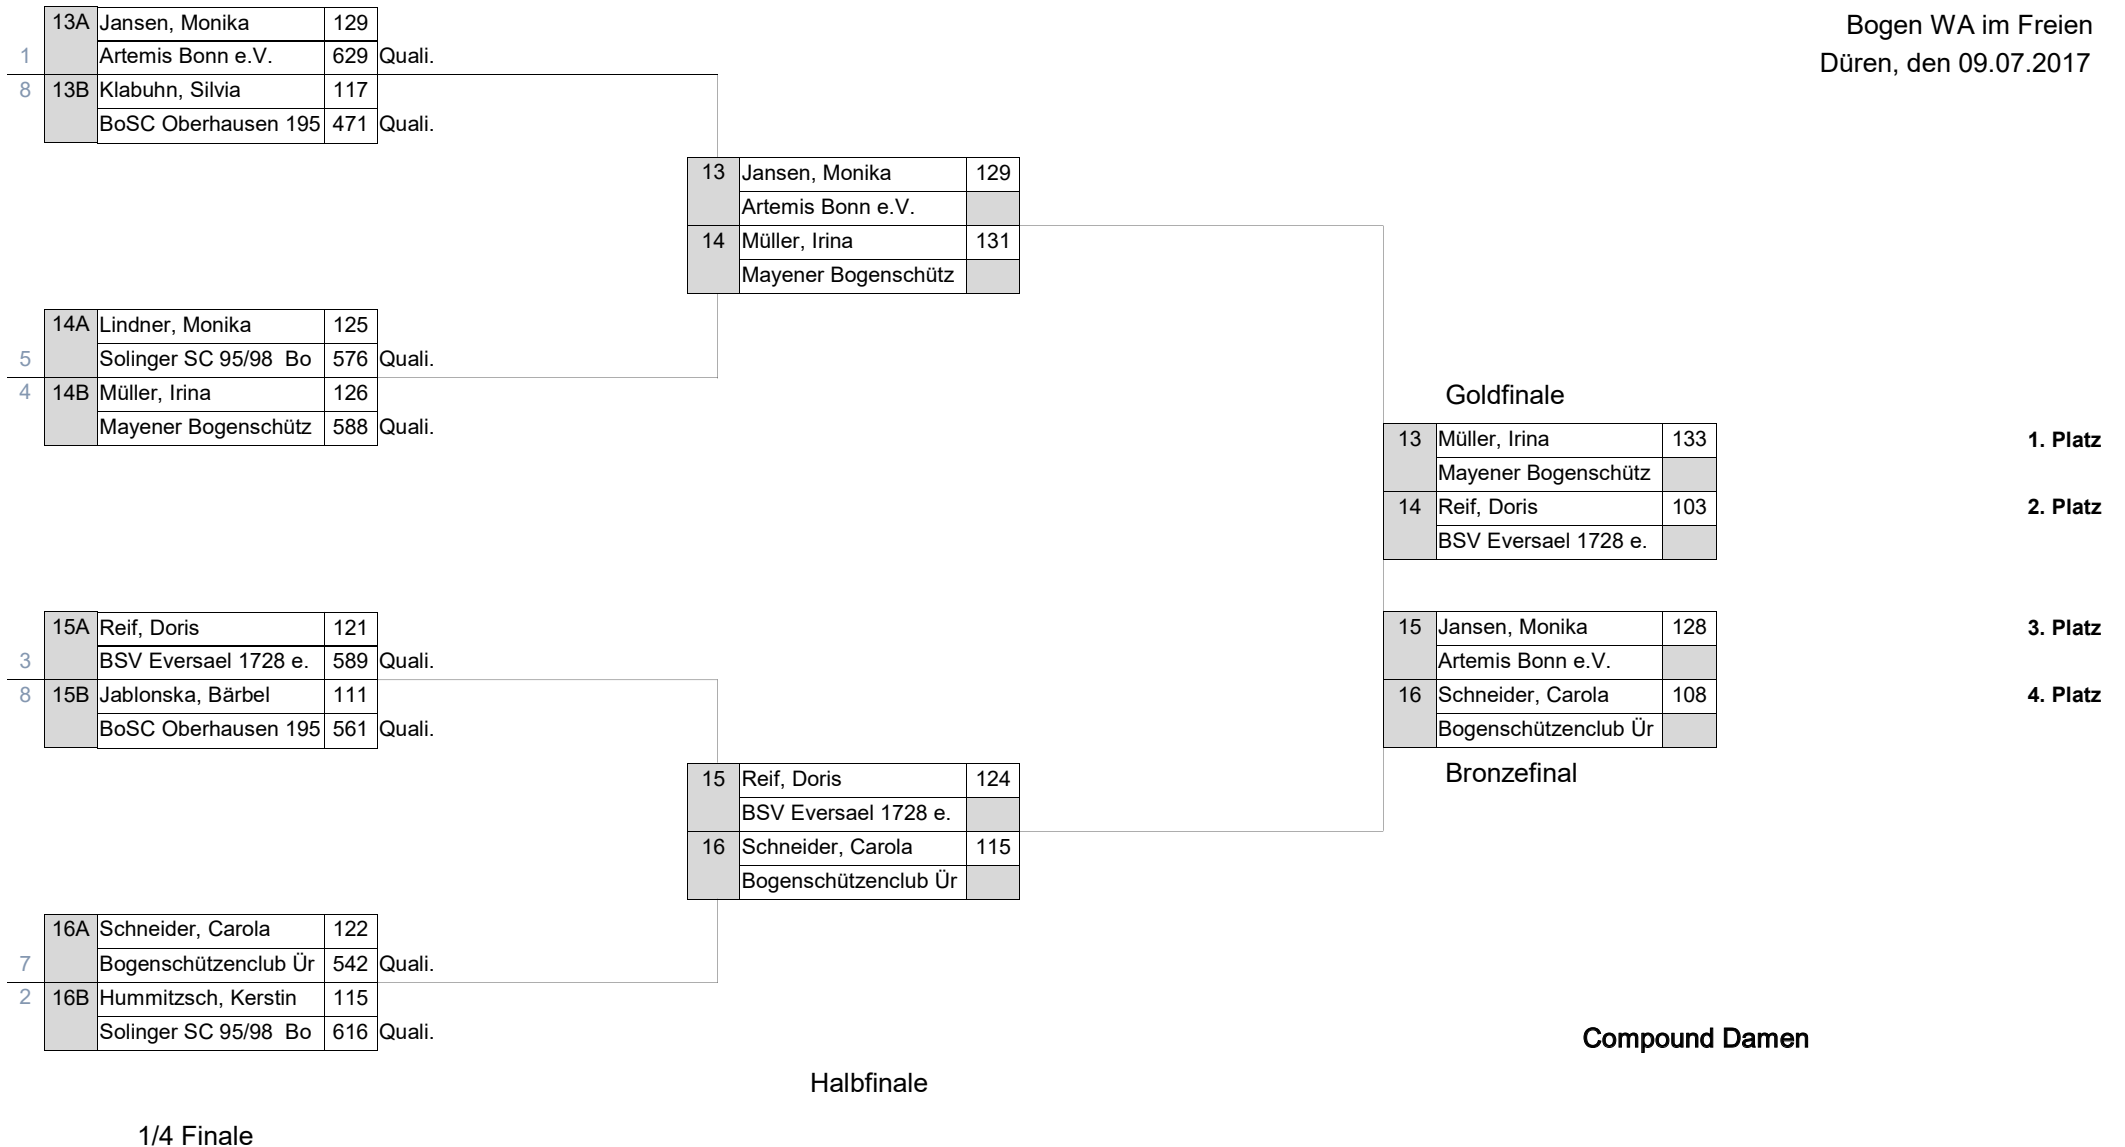 Bogen WA im Freien
Düren, den 09.07.2017
13A Jansen, Monika 129
1 Artemis Bonn e.V. 629 Quali.
8 13B Klabuhn, Silvia 117
BoSC Oberhausen 195 471 Quali.
13 Jansen, Monika 129
Artemis Bonn e.V.
14 Müller, Irina 131
Mayener Bogenschütz
14A Lindner, Monika 125
5 Solinger SC 95/98  Bo 576 Quali.
4 14B Müller, Irina 126
Mayener Bogenschütz 588 Quali.
Goldfinale
13 Müller, Irina 133 1. Platz
Mayener Bogenschütz
14 Reif, Doris 103 2. Platz
BSV Eversael 1728 e.
15A Reif, Doris 121
3 BSV Eversael 1728 e. 589 Quali.
8 15B Jablonska, Bärbel 111
BoSC Oberhausen 195 561 Quali.
15 Jansen, Monika 128 3. Platz
Artemis Bonn e.V.
16 Schneider, Carola 108 4. Platz
Bogenschützenclub Ür
Bronzefinal
15 Reif, Doris 124
BSV Eversael 1728 e.
16 Schneider, Carola 115
Bogenschützenclub Ür
16A Schneider, Carola 122
7 Bogenschützenclub Ür 542 Quali.
2 16B Hummitzsch, Kerstin 115
Solinger SC 95/98  Bo 616 Quali.
Compound Damen
Halbfinale
1/4 Finale